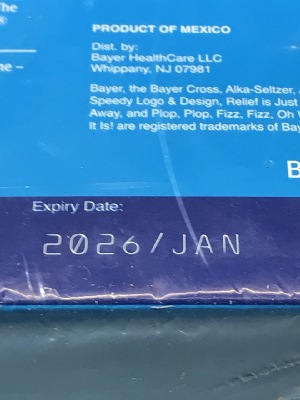 The
®
ne –
PRODUCT OF MEXICO
Dist. by:
Bayer HealthCare LLC
Whippany, NJ 07981
Bayer, the Bayer Cross, Alka-Seltzer,
Speedy Logo & Design, Relief is Just
Away, and Plop, Plop, Fizz, Fizz, Oh
It Is! are registered trademarks of Bay
B
Expiry Date:
2026/JAN